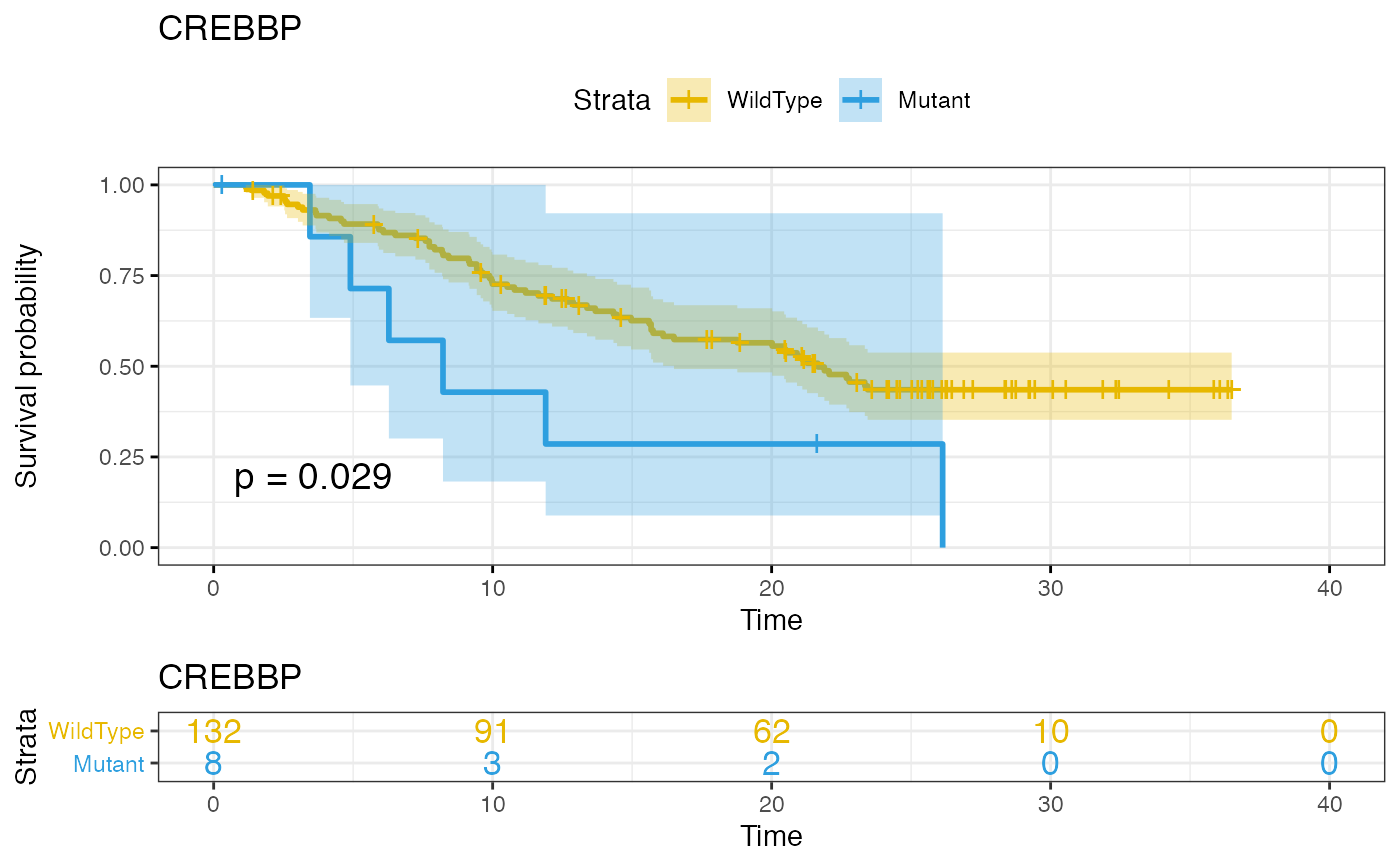 CREBBP
Strata WildType Mutant
Survival probability
1.00
0.75
0.50
0.25
0.00
p = 0.029
0 10 20 30 40
Time
CREBBP
Strata
WildType 132 91 62 10 0
Mutant 8 3 2 0 0
0 10 20 30 40
Time